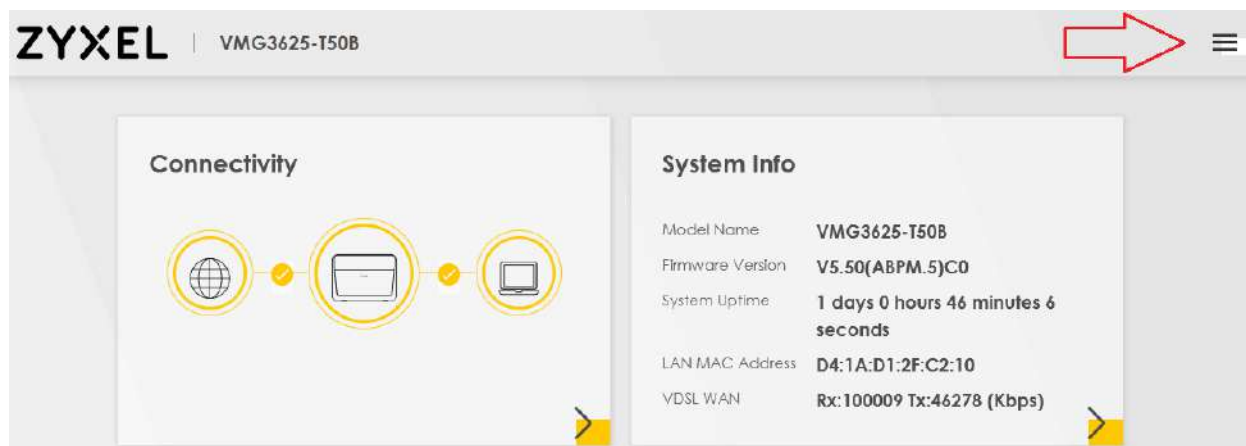 ZYXEL VMG3625-T50B
Connectivity
System Info
Model Name VMG3625-T50B
Firmware Version V5.50(ABPM.5)C0
System Uptime 1 days 0 hours 46 minutes 6
seconds
LAN MAC Address D4:1A:D1:2F:C2:10
VDSL WAN Rx:100009 Tx:46278 (Kbps)